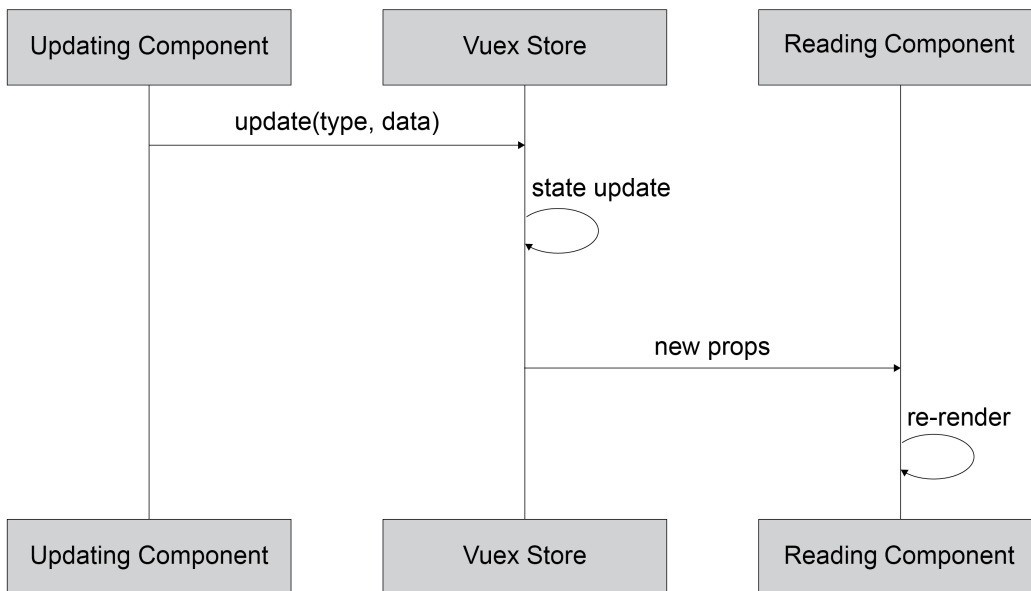 Updating Component
Vuex Store
Reading Component
update(type, data)
state update
new props
re-render
Updating Component
Vuex Store
Reading Component